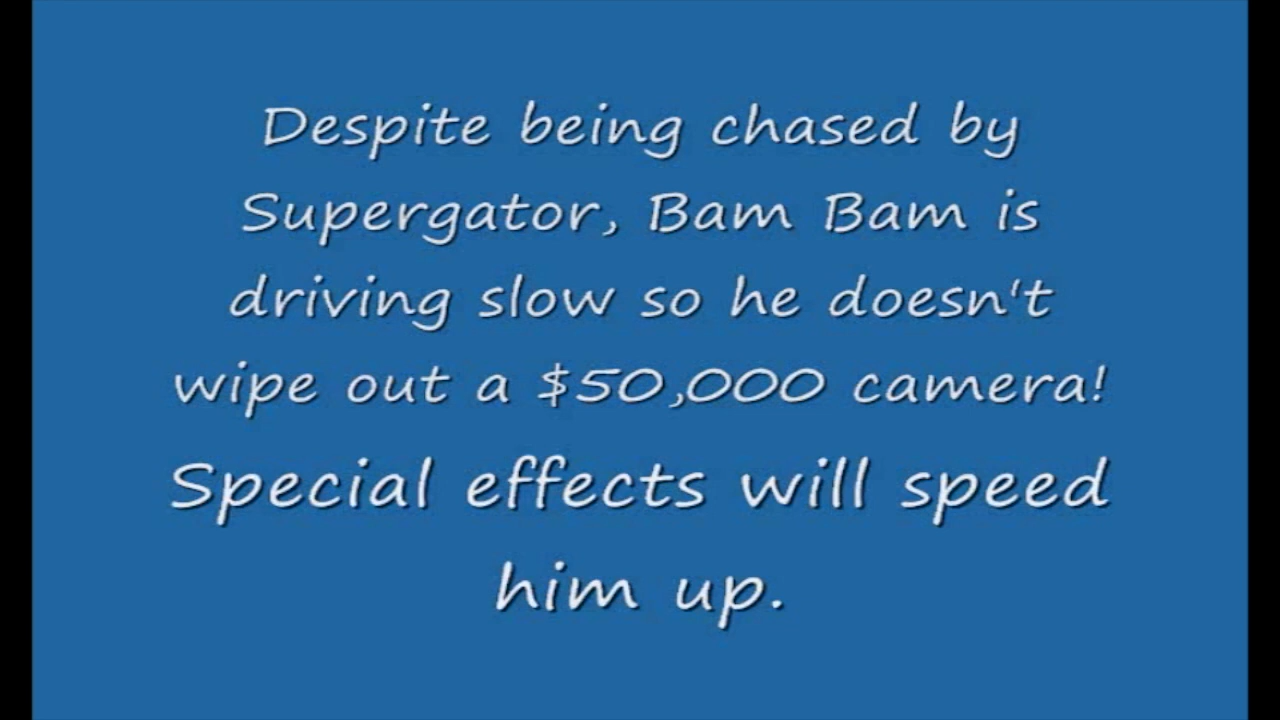 Despite being chased by
Supergator, Bam Bam is
driving slow so he doesn't
wipe out a $50,000 camera!
Special effects will speed
him up.